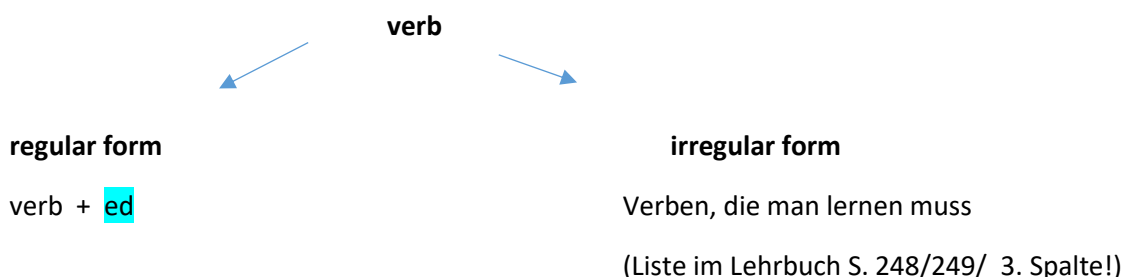 verb
regular form
irregular form
verb + ed
Verben, die man lernen muss
(Liste im Lehrbuch S. 248/249/ 3. Spalte!)